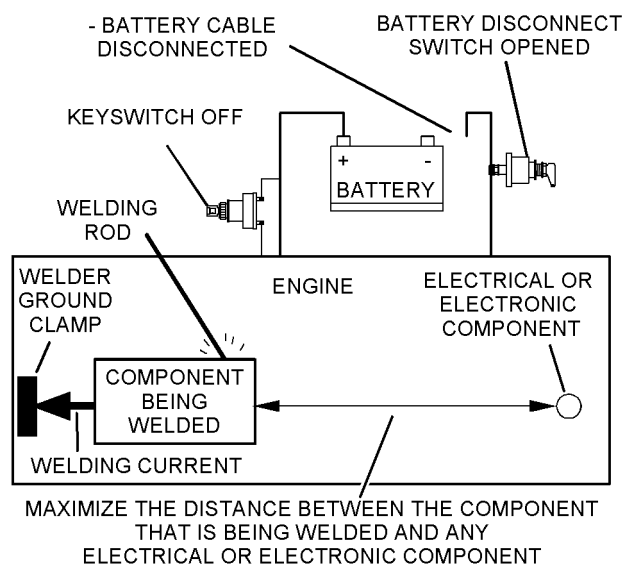 - BATTERY CABLE
DISCONNECTED
BATTERY DISCONNECT
SWITCH OPENED
KEYSWITCH OFF
+
-
BATTERY
WELDING
ROD
WELDER
GROUND
CLAMP
ENGINE
ELECTRICAL OR
ELECTRONIC
COMPONENT
COMPONENT
BEING
WELDED
WELDING CURRENT
MAXIMIZE THE DISTANCE BETWEEN THE COMPONENT
THAT IS BEING WELDED AND ANY
ELECTRICAL OR ELECTRONIC COMPONENT